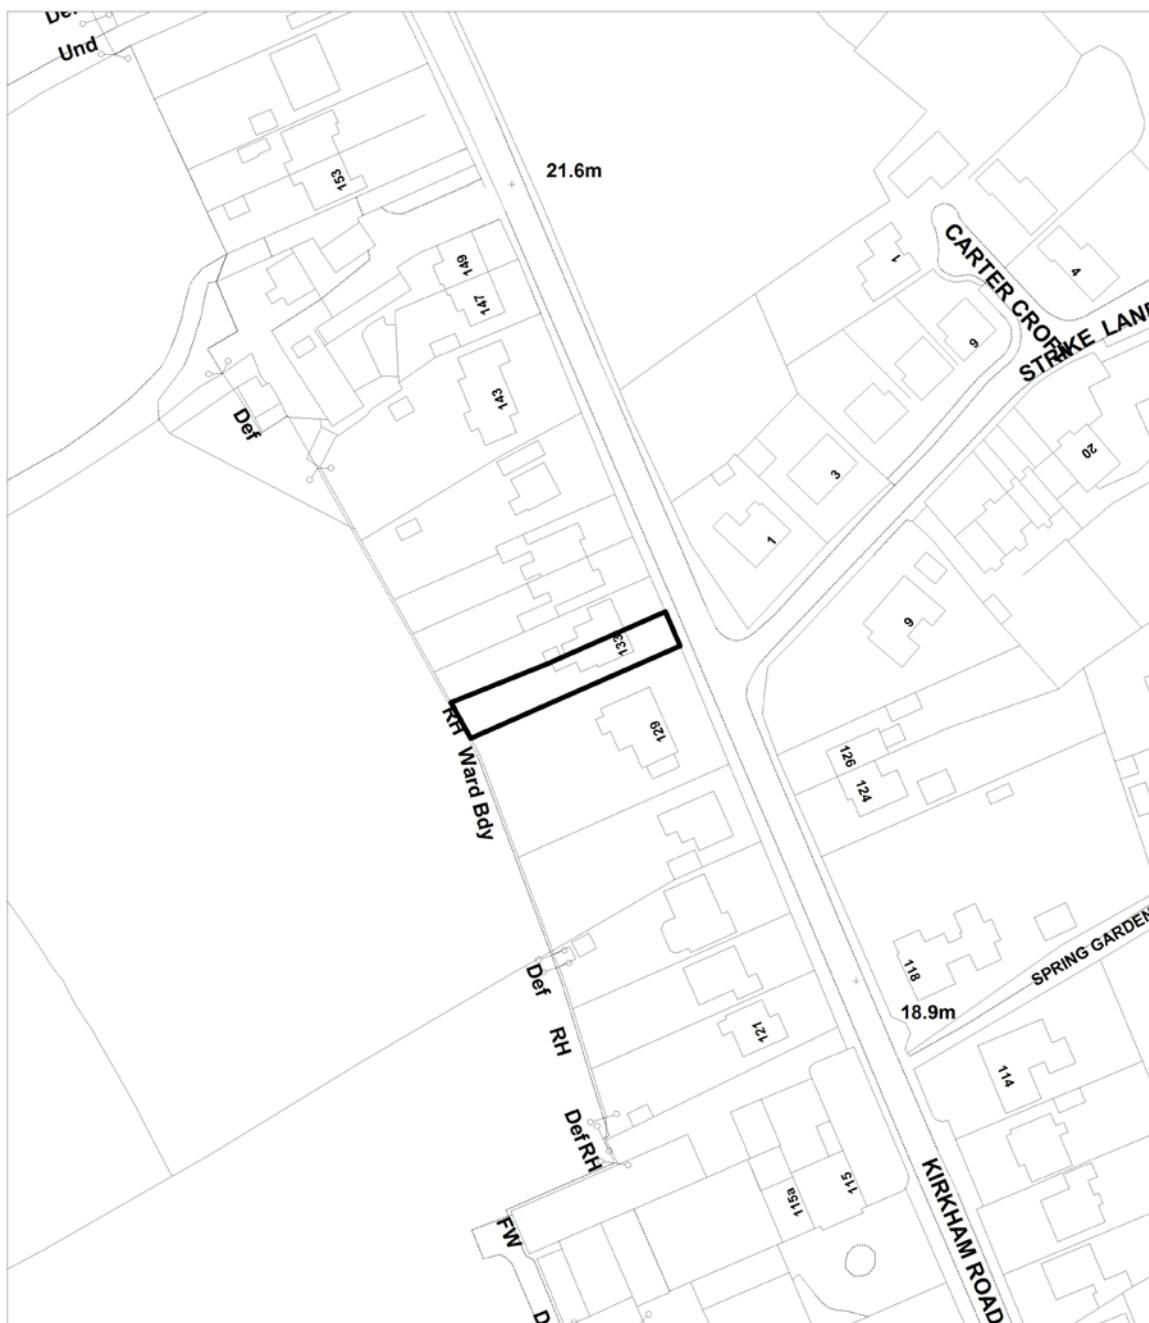 Und
21.6m
153
149
147
143
Def
CARTER CROFT
1
4
STRIKE LANE
9
3
1
20
9
133
129
RH
Ward Bdy
126
124
118
SPRING GARDEN
18.9m
Def
RH
121
114
Def RH
115a
115
KIRKHAM ROAD
FW